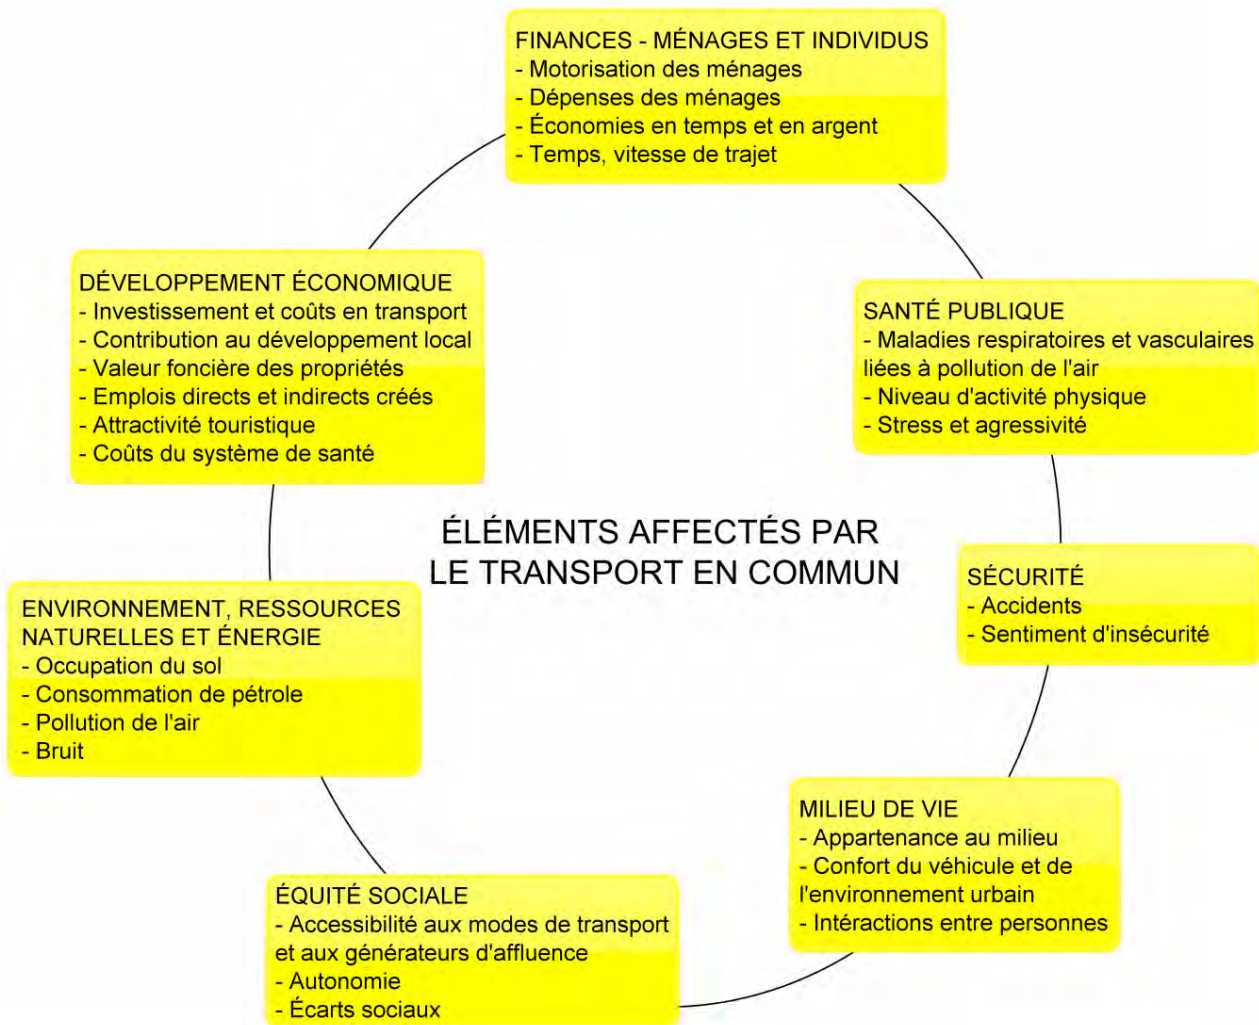 FINANCES - MÉNAGES ET INDIVIDUS
- Motorisation des ménages
- Dépenses des ménages
- Économies en temps et en argent
- Temps, vitesse de trajet
DÉVELOPPEMENT ÉCONOMIQUE
- Investissement et coûts en transport
- Contribution au développement local
- Valeur foncière des propriétés
- Emplois directs et indirects créés
- Attractivité touristique
- Coûts du système de santé
SANTÉ PUBLIQUE
- Maladies respiratoires et vasculaires
liées à pollution de l'air
- Niveau d'activité physique
- Stress et agressivité
ÉLÉMENTS AFFECTÉS PAR
LE TRANSPORT EN COMMUN
SÉCURITÉ
- Accidents
- Sentiment d'insécurité
ENVIRONNEMENT, RESSOURCES
NATURELLES ET ÉNERGIE
- Occupation du sol
- Consommation de pétrole
- Pollution de l'air
- Bruit
MILIEU DE VIE
- Appartenance au milieu
- Confort du véhicule et de
l'environnement urbain
- Intéractions entre personnes
ÉQUITÉ SOCIALE
- Accessibilité aux modes de transport
et aux générateurs d'affluence
- Autonomie
- Écarts sociaux